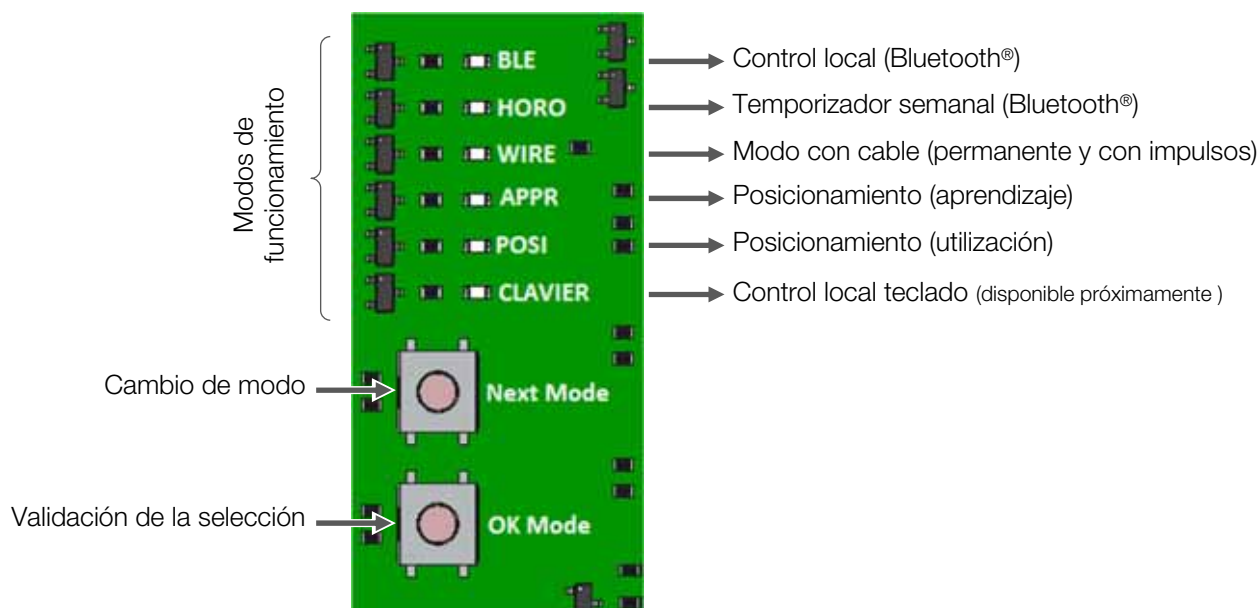 Modos de
funcionamiento
BLE
Control local (Bluetooth®)
HORO
Temporizador semanal (Bluetooth®)
WIRE
Modo con cable (permanente y con impulsos)
APPR
Posicionamiento (aprendizaje)
POSI
Posicionamiento (utilización)
CLAVIER
Control local teclado (disponible próximamente )
Cambio de modo
Next Mode
Validación de la selección
OK Mode